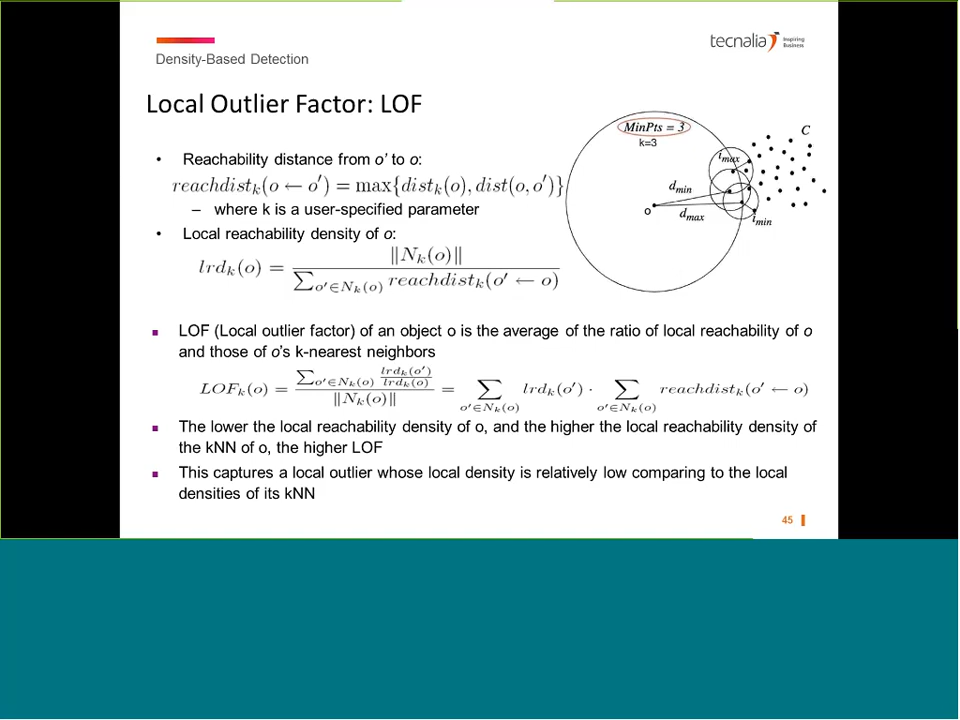 Density-Based Detection
tecnalia Inspiring Business
Local Outlier Factor: LOF
• Reachability distance from o' to o:
reachdist_k(o ← o') = max{dist_k(o), dist(o, o')}
– where k is a user-specified parameter
• Local reachability density of o:
lrd_k(o) = ‖N_k(o)‖ / ∑_{o'∈N_k(o)} reachdist_k(o' ← o)
MinPts = 3
k=3
C
i_max
d_min
o
d_max
i_min
▪ LOF (Local outlier factor) of an object o is the average of the ratio of local reachability of o
and those of o's k-nearest neighbors
LOF_k(o) = (∑_{o'∈N_k(o)} lrd_k(o')/lrd_k(o)) / ‖N_k(o)‖ = ∑_{o'∈N_k(o)} lrd_k(o') · ∑_{o'∈N_k(o)} reachdist_k(o' ← o)
▪ The lower the local reachability density of o, and the higher the local reachability density of
the kNN of o, the higher LOF
▪ This captures a local outlier whose local density is relatively low comparing to the local
densities of its kNN
45